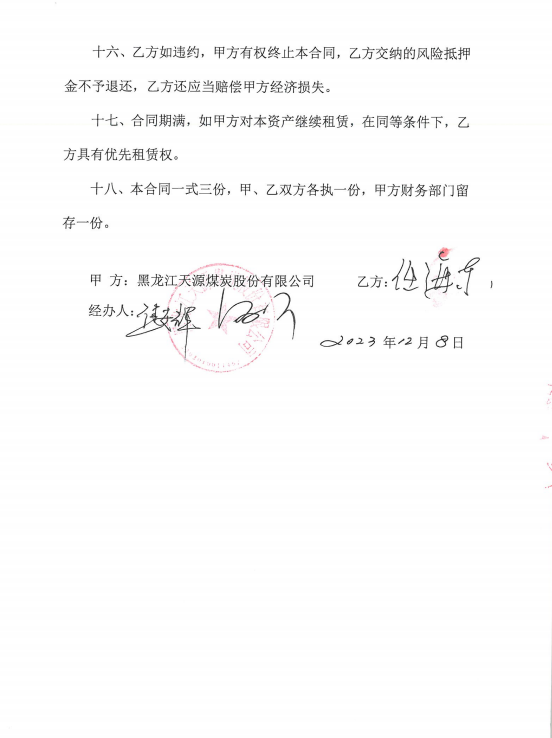 十六、乙方如违约，甲方有权终止本合同，乙方交纳的风险抵押
金不予退还，乙方还应当赔偿甲方经济损失。
十七、合同期满，如甲方对本资产继续租赁，在同等条件下，乙
方具有优先租赁权。
十八、本合同一式三份，甲、乙双方各执一份，甲方财务部门留
存一份。
甲 方：黑龙江天源煤炭股份有限公司 乙方：任海东
经办人：
2023 年 12 月 8 日